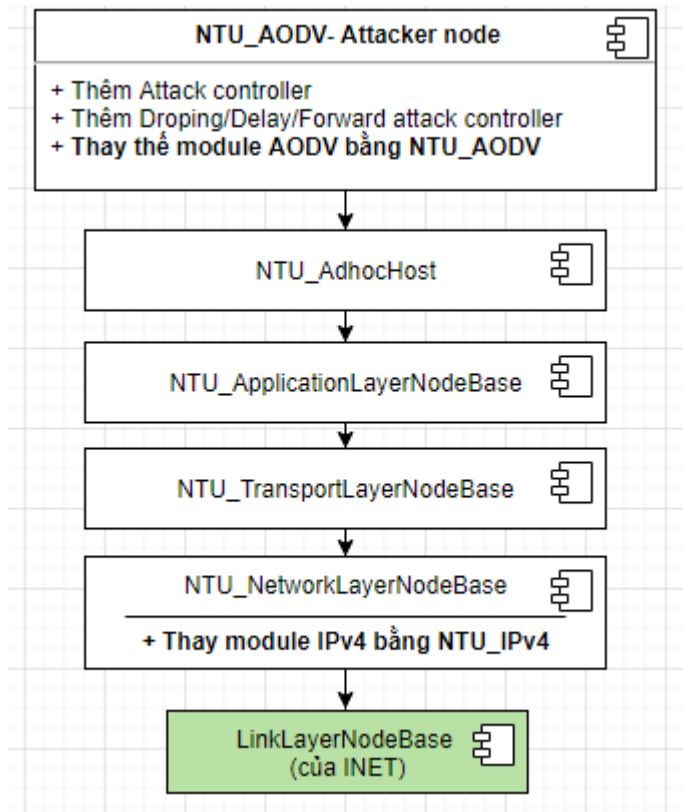 NTU_AODV- Attacker node
+ Thêm Attack controller
+ Thêm Droping/Delay/Forward attack controller
+ Thay thế module AODV bằng NTU_AODV
NTU_AdhocHost
NTU_ApplicationLayerNodeBase
NTU_TransportLayerNodeBase
NTU_NetworkLayerNodeBase
+ Thay module IPv4 bằng NTU_IPv4
LinkLayerNodeBase
(của INET)